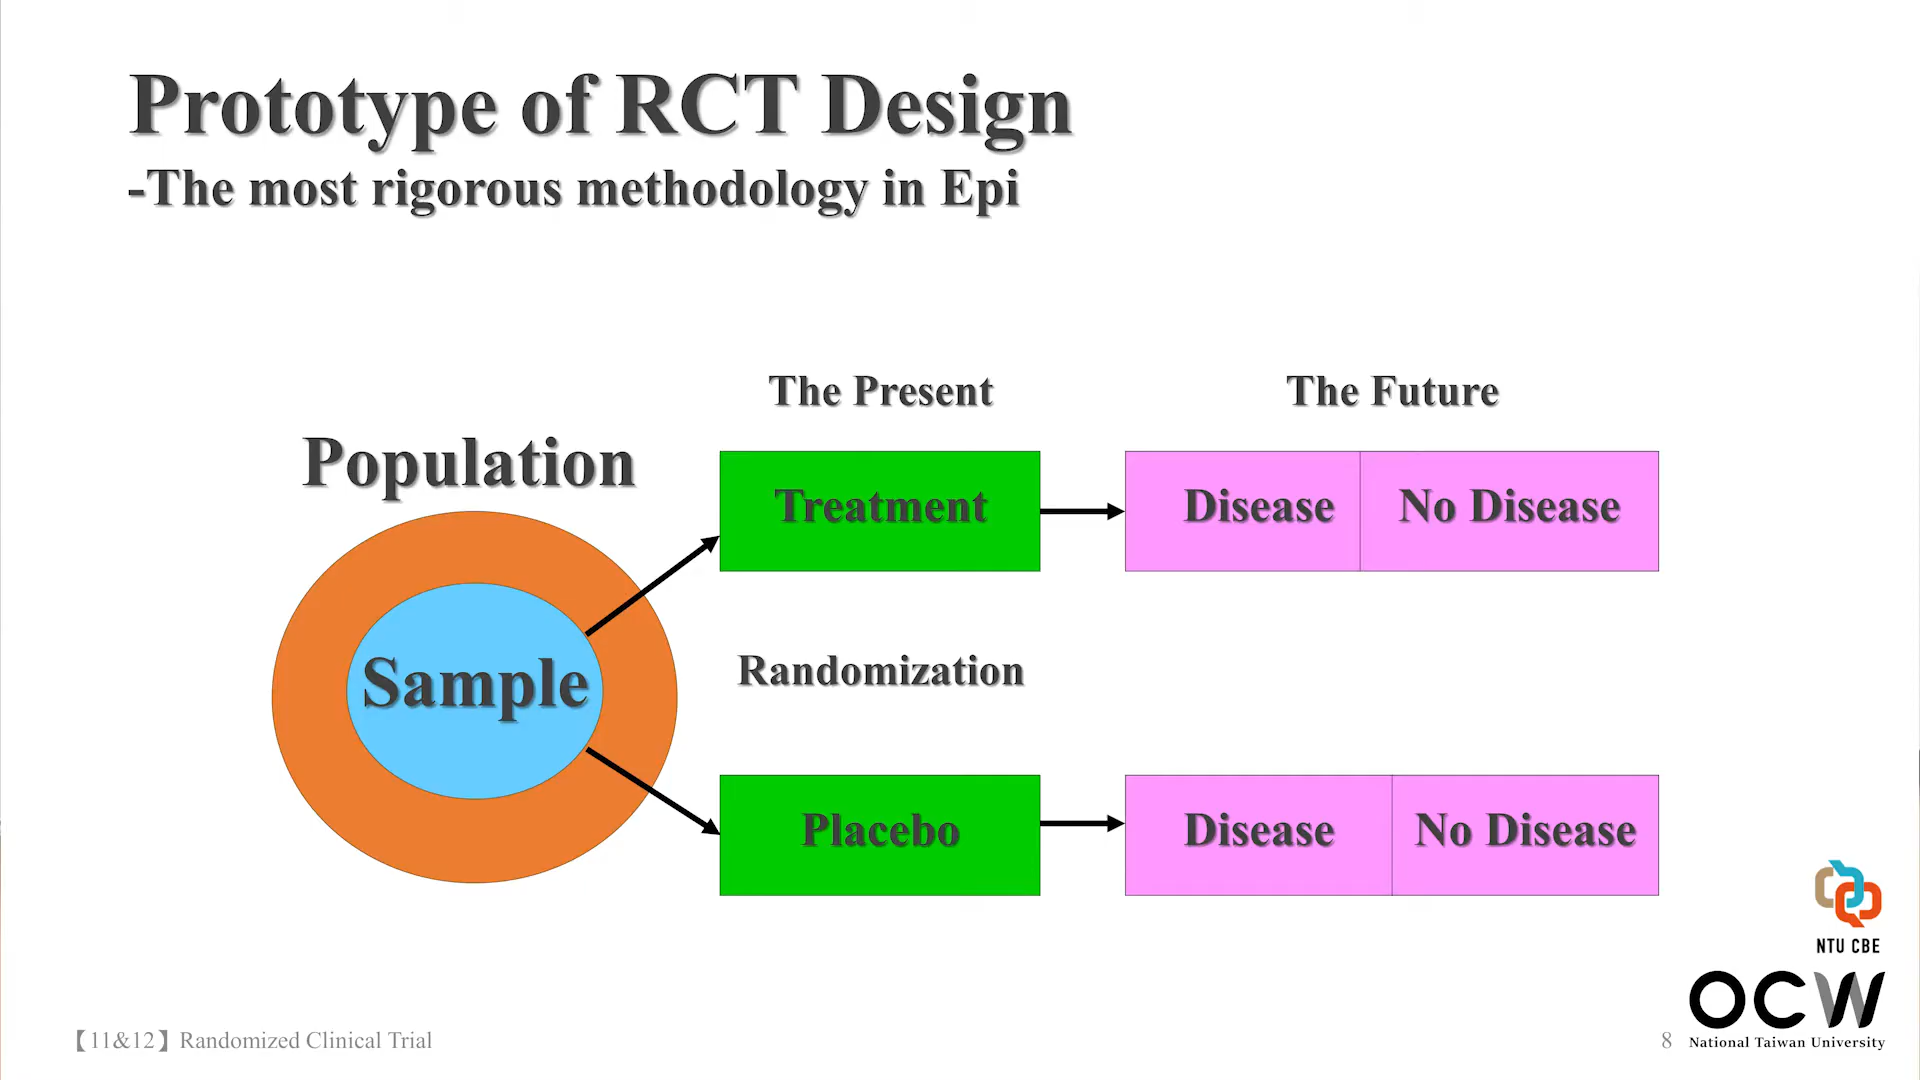 Prototype of RCT Design
-The most rigorous methodology in Epi
The Present
The Future
Population
Treatment
Disease
No Disease
Sample
Randomization
Placebo
Disease
No Disease
NTU CBE
OCW
National Taiwan University
【11&12】Randomized Clinical Trial
8